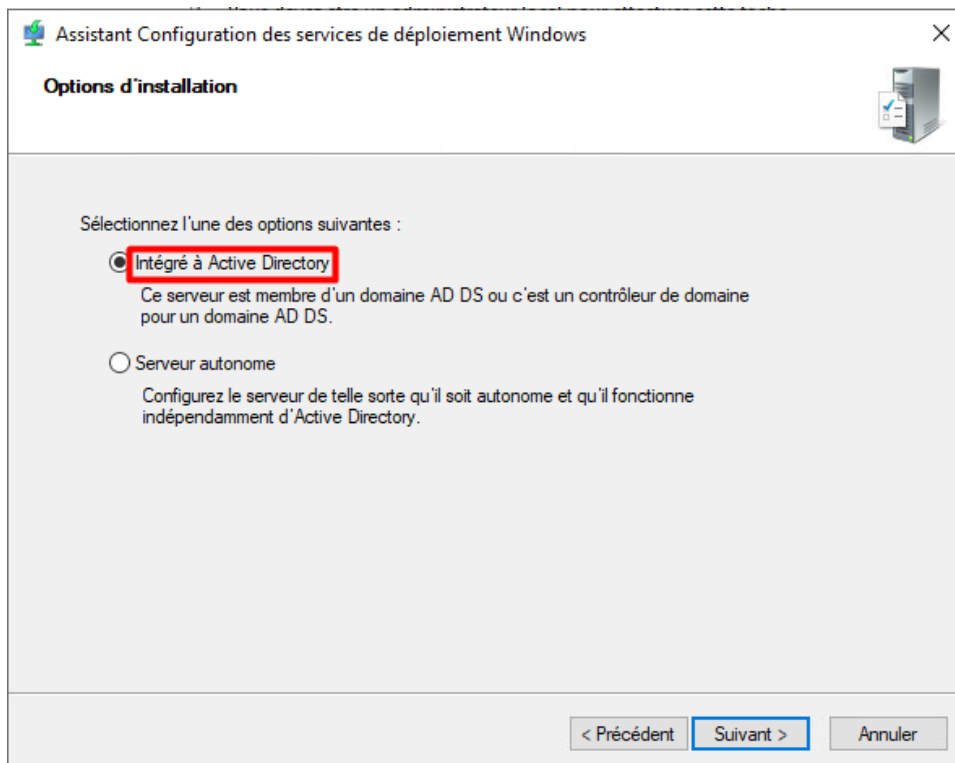 Assistant Configuration des services de déploiement Windows
Options d'installation
Sélectionnez l'une des options suivantes :
Intégré à Active Directory
Ce serveur est membre d'un domaine AD DS ou c'est un contrôleur de domaine
pour un domaine AD DS.
Serveur autonome
Configurez le serveur de telle sorte qu'il soit autonome et qu'il fonctionne
indépendamment d'Active Directory.
< Précédent
Suivant >
Annuler